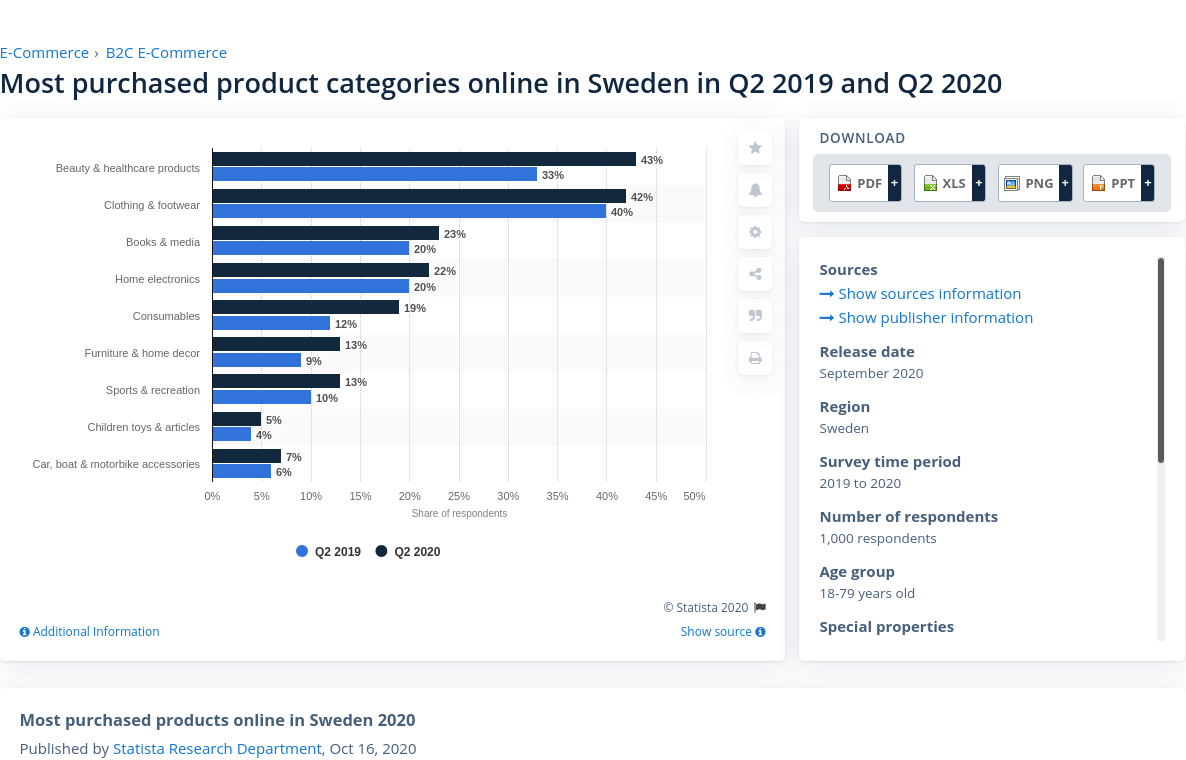 E-Commerce › B2C E-Commerce
Most purchased product categories online in Sweden in Q2 2019 and Q2 2020
Beauty & healthcare products
43%
33%
Clothing & footwear
42%
40%
Books & media
23%
20%
Home electronics
22%
20%
Consumables
19%
12%
Furniture & home decor
13%
9%
Sports & recreation
13%
10%
Children toys & articles
5%
4%
Car, boat & motorbike accessories
7%
6%
0% 5% 10% 15% 20% 25% 30% 35% 40% 45% 50%
Share of respondents
Q2 2019 Q2 2020
© Statista 2020
Additional Information
Show source
DOWNLOAD
PDF + XLS + PNG + PPT +
Sources
Show sources information
Show publisher information
Release date
September 2020
Region
Sweden
Survey time period
2019 to 2020
Number of respondents
1,000 respondents
Age group
18-79 years old
Special properties
Most purchased products online in Sweden 2020
Published by Statista Research Department, Oct 16, 2020